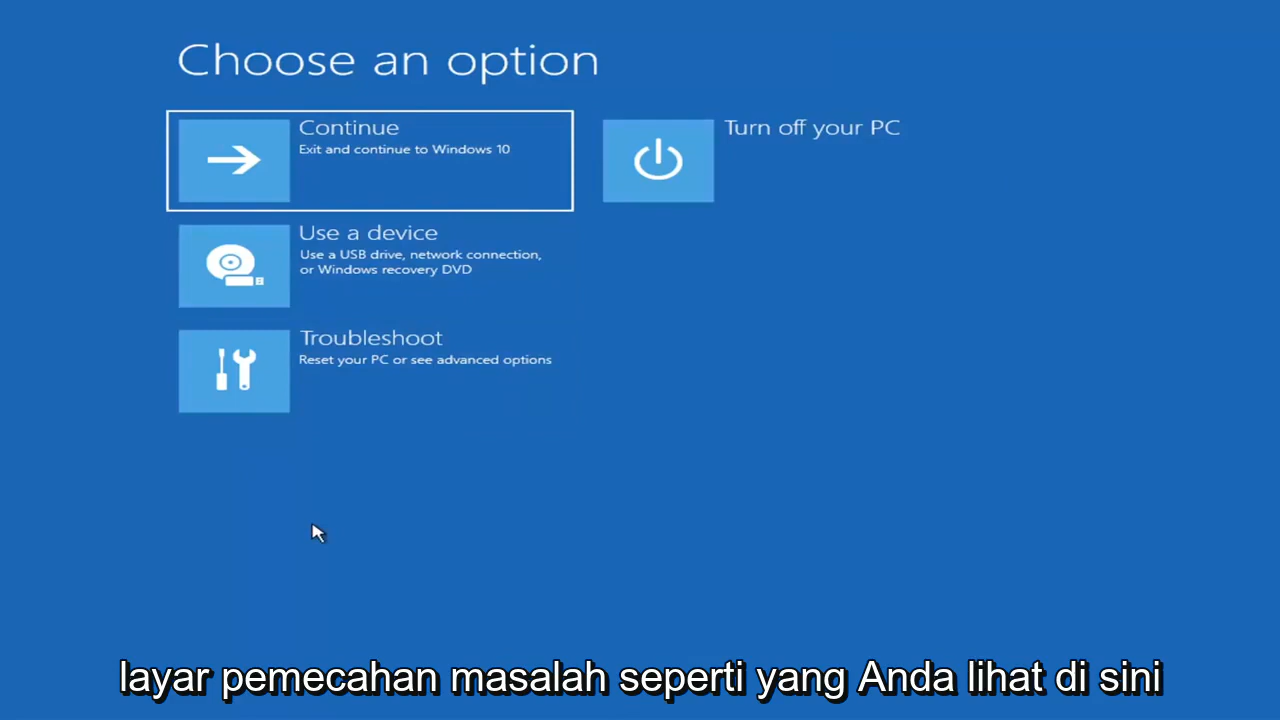 Choose an option
Continue
Exit and continue to Windows 10
Turn off your PC
Use a device
Use a USB drive, network connection,
or Windows recovery DVD
Troubleshoot
Reset your PC or see advanced options
layar pemecahan masalah seperti yang Anda lihat di sini